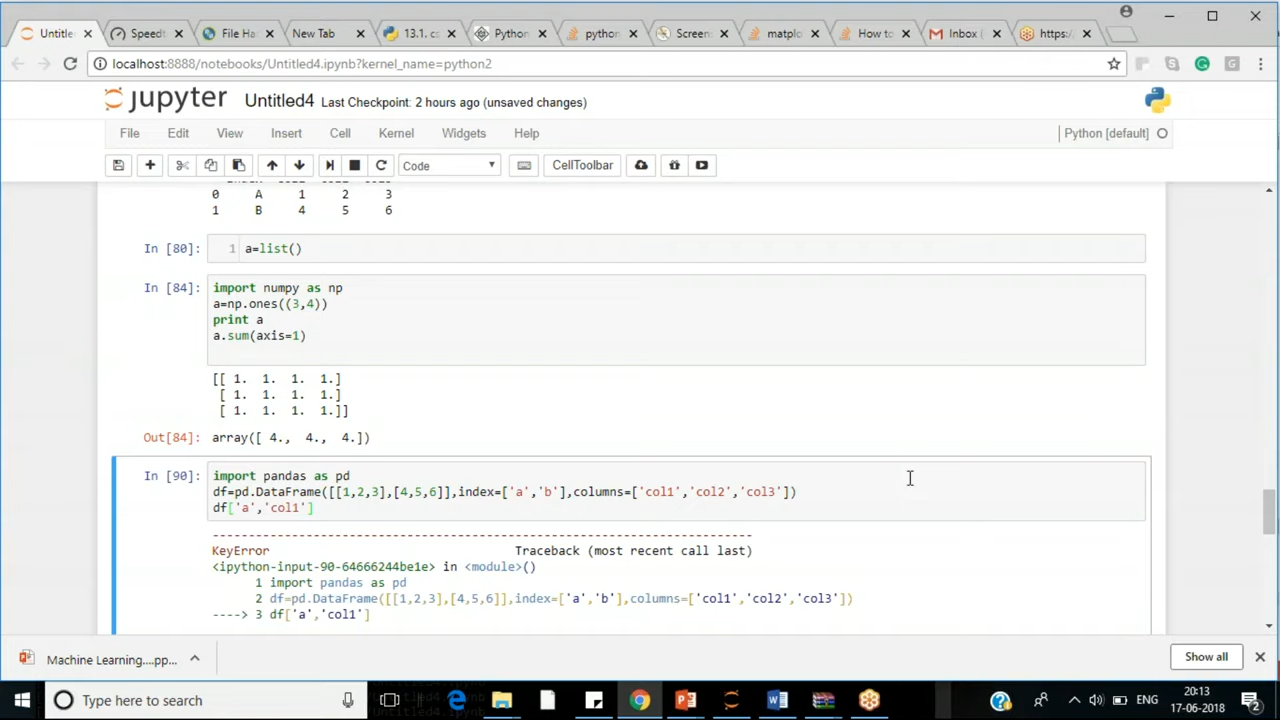 Untitle
Speedt
File Ha
New Tab
13.1. cs
Python
python
Screen
matplo
How to
Inbox (
https:/
localhost:8888/notebooks/Untitled4.ipynb?kernel_name=python2
jupyter Untitled4 Last Checkpoint: 2 hours ago (unsaved changes)
File Edit View Insert Cell Kernel Widgets Help Python [default]
Code CellToolbar
0 A 1 2 3
1 B 4 5 6
In [80]: 1 a=list()
In [84]: import numpy as np
a=np.ones((3,4))
print a
a.sum(axis=1)
[[ 1. 1. 1. 1.]
[ 1. 1. 1. 1.]
[ 1. 1. 1. 1.]]
Out[84]: array([ 4., 4., 4.])
In [90]: import pandas as pd
df=pd.DataFrame([[1,2,3],[4,5,6]],index=['a','b'],columns=['col1','col2','col3'])
df['a','col1']
---------------------------------------------------------------------------
KeyError Traceback (most recent call last)
<ipython-input-90-64666244be1e> in <module>()
1 import pandas as pd
2 df=pd.DataFrame([[1,2,3],[4,5,6]],index=['a','b'],columns=['col1','col2','col3'])
----> 3 df['a','col1']
Machine Learning....pp...
Show all
Type here to search
ENG
20:13
17-06-2018
2